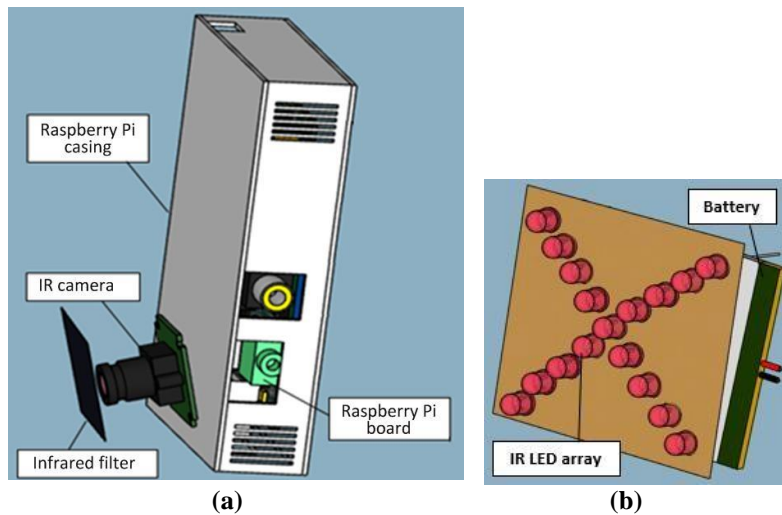 Raspberry Pi
casing
IR camera
Infrared filter
Raspberry Pi
board
Battery
IR LED array
(a)
(b)